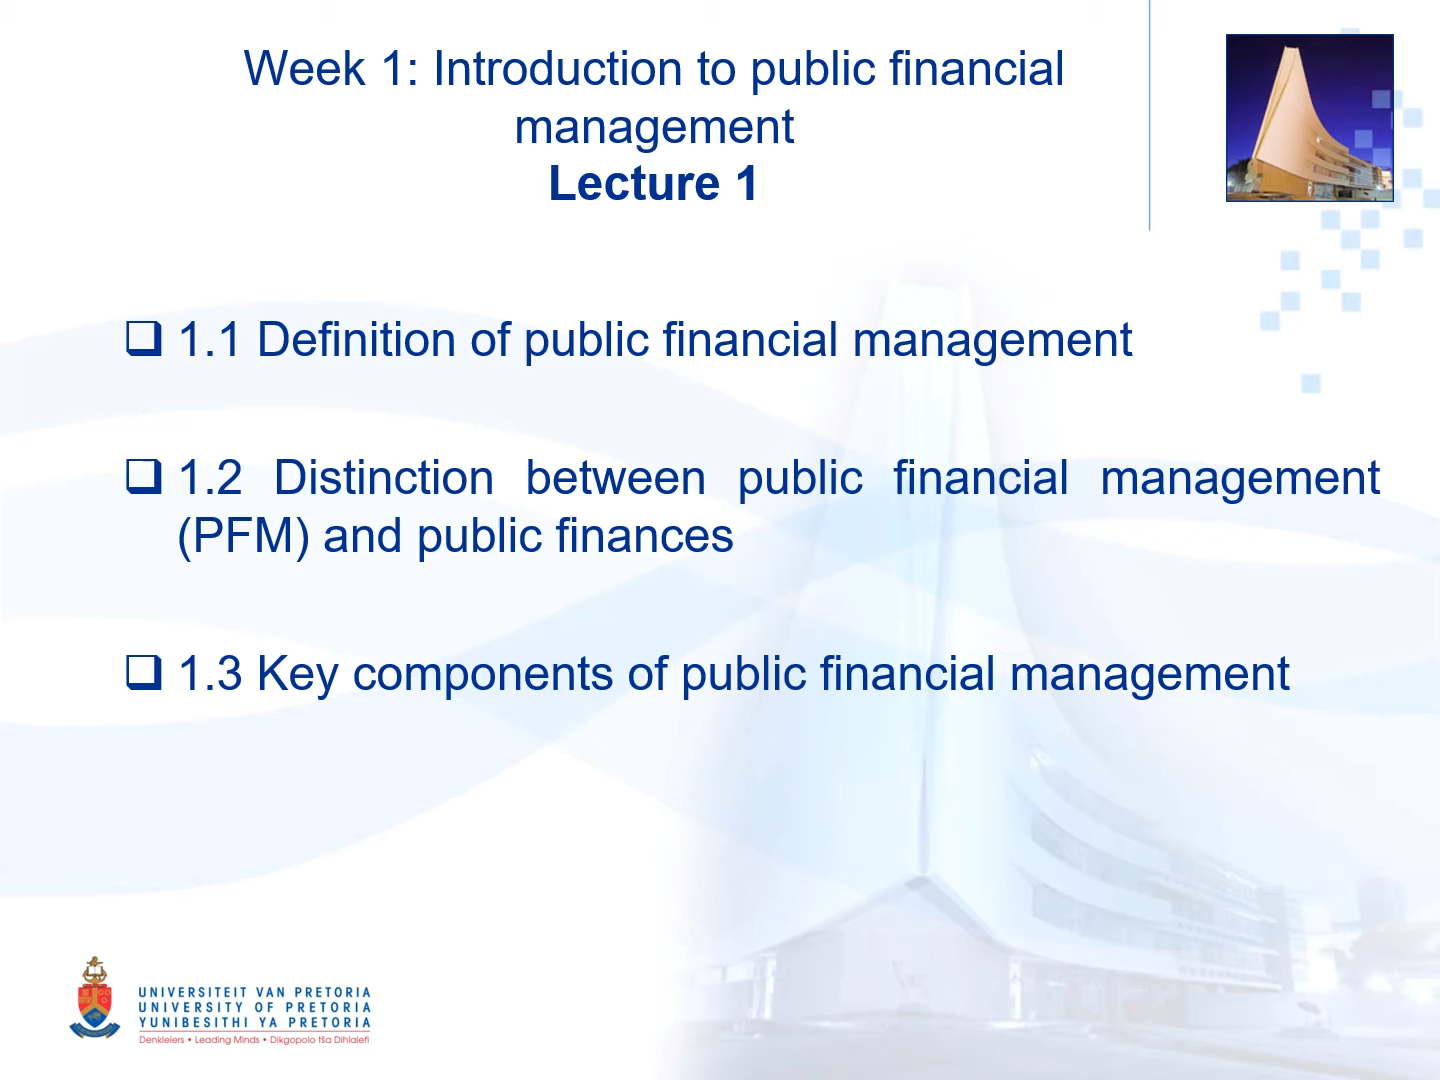 Week 1: Introduction to public financial
management
Lecture 1
❑ 1.1 Definition of public financial management
❑ 1.2 Distinction between public financial management
(PFM) and public finances
❑ 1.3 Key components of public financial management
UNIVERSITEIT VAN PRETORIA
UNIVERSITY OF PRETORIA
YUNIBESITHI YA PRETORIA
Denkleiers • Leading Minds • Dikgopolo tša Dihlalefi